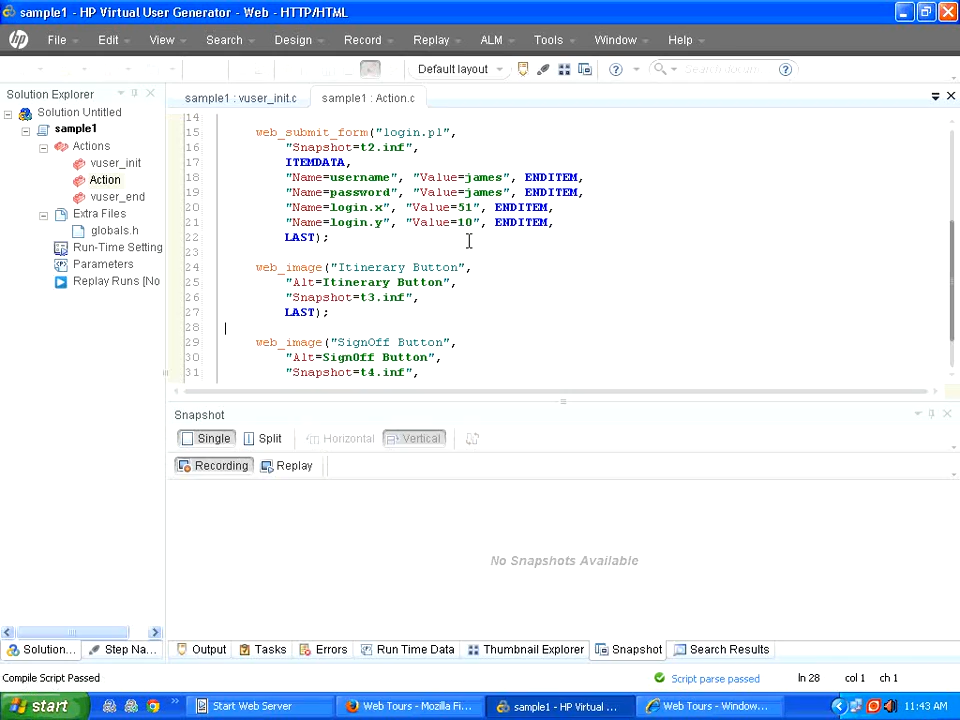 sample1 - HP Virtual User Generator - Web - HTTP/HTML
hp File Edit View Search Design Record Replay ALM Tools Window Help
Default layout
Solution Explorer
Solution Untitled
sample1
Actions
vuser_init
Action
vuser_end
Extra Files
globals.h
Run-Time Setting
Parameters
Replay Runs [No
sample1 : vuser_init.c sample1 : Action.c
14
15 web_submit_form("login.pl",
16 "Snapshot=t2.inf",
17 ITEMDATA,
18 "Name=username", "Value=james", ENDITEM,
19 "Name=password", "Value=james", ENDITEM,
20 "Name=login.x", "Value=51", ENDITEM,
21 "Name=login.y", "Value=10", ENDITEM,
22 LAST);
23
24 web_image("Itinerary Button",
25 "Alt=Itinerary Button",
26 "Snapshot=t3.inf",
27 LAST);
28
29 web_image("SignOff Button",
30 "Alt=SignOff Button",
31 "Snapshot=t4.inf",
Snapshot
Single Split Horizontal Vertical
Recording Replay
No Snapshots Available
Solution... Step Na... Output Tasks Errors Run Time Data Thumbnail Explorer Snapshot Search Results
Compile Script Passed Script parse passed ln 28 col 1 ch 1
start Start Web Server Web Tours - Mozilla Fi... sample1 - HP Virtual ... Web Tours - Window... 11:43 AM